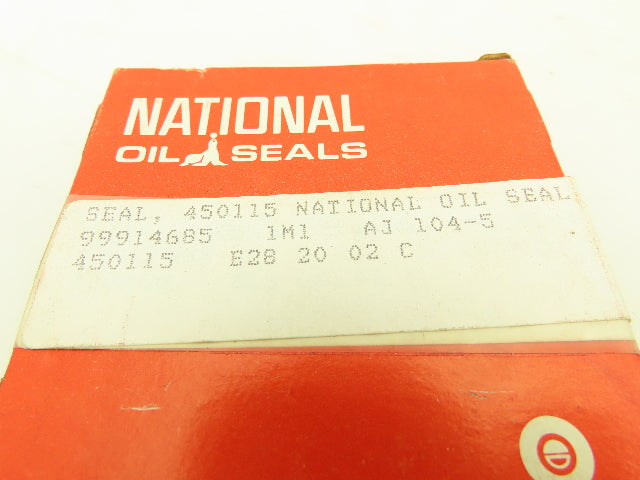 NATIONAL
OIL SEALS
SEAL, 450115 NATIONAL OIL SEAL
99914685 1M1 AJ 104-5
450115 E28 20 02 C